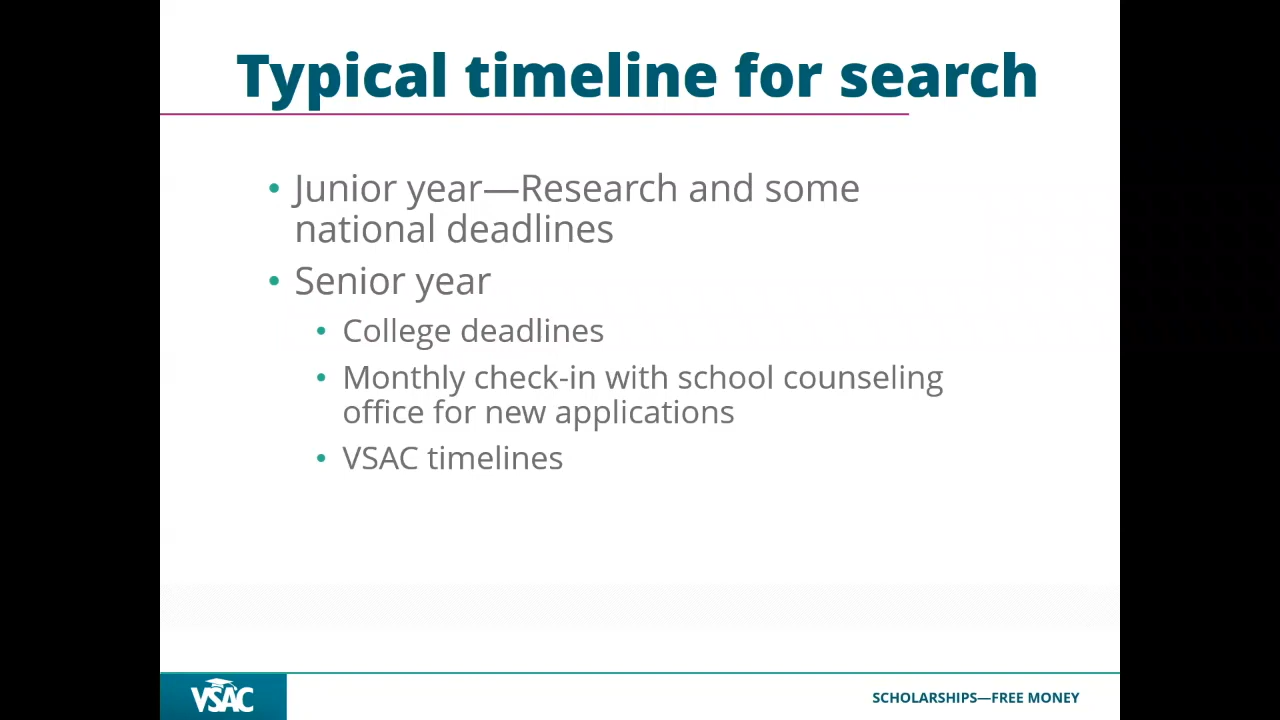 Typical timeline for search
• Junior year—Research and some
national deadlines
• Senior year
• College deadlines
• Monthly check-in with school counseling
office for new applications
• VSAC timelines
VSAC
SCHOLARSHIPS—FREE MONEY